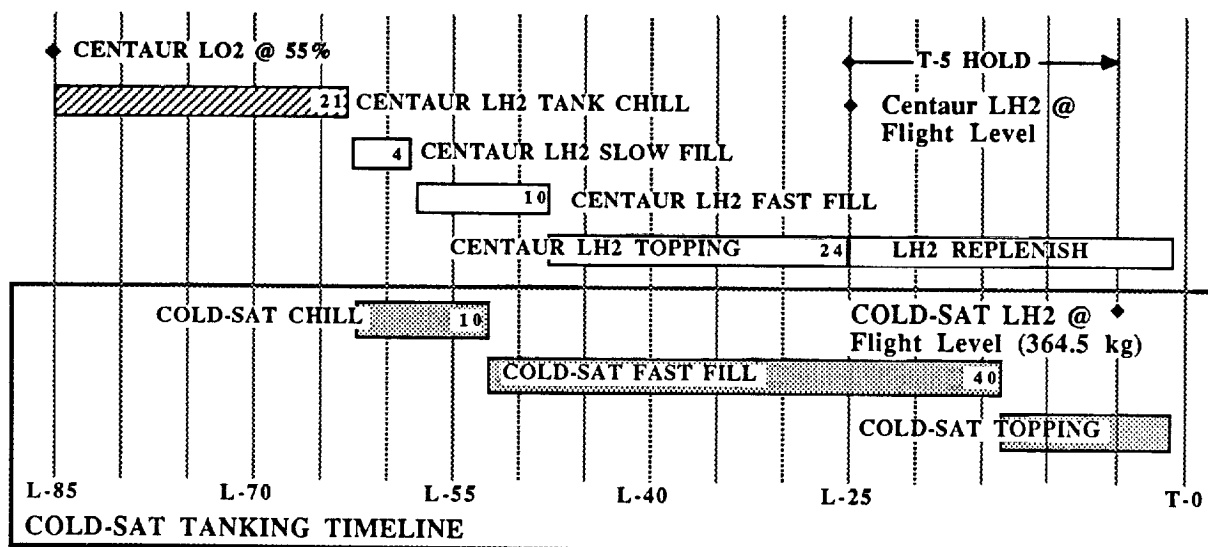 CENTAUR LO2 @ 55%
T-5 HOLD
21 CENTAUR LH2 TANK CHILL
Centaur LH2 @
Flight Level
4 CENTAUR LH2 SLOW FILL
10 CENTAUR LH2 FAST FILL
CENTAUR LH2 TOPPING 24 LH2 REPLENISH
COLD-SAT CHILL 10
COLD-SAT LH2 @
Flight Level (364.5 kg)
COLD-SAT FAST FILL 40
COLD-SAT TOPPING
L-85 L-70 L-55 L-40 L-25 T-0
COLD-SAT TANKING TIMELINE